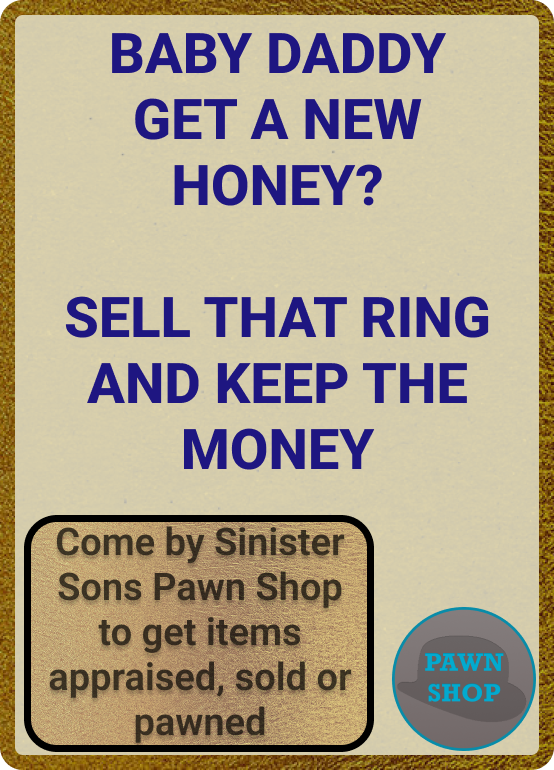 BABY DADDY
GET A NEW
HONEY?
SELL THAT RING
AND KEEP THE
MONEY
Come by Sinister
Sons Pawn Shop
to get items
appraised, sold or
pawned
PAWN
SHOP